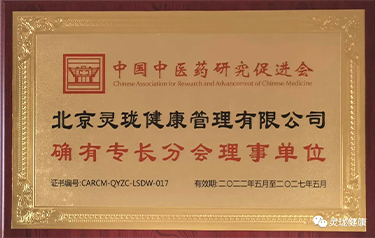 中国中医药研究促进会
Chinese Association for Research and Advancement of Chinese Medicine
北京灵珑健康管理有限公司
确有专长分会理事单位
证书编号:CARCM-QYZC-LSDW-017 有效期:二〇二二年五月至二〇二七年五月
灵珑健康